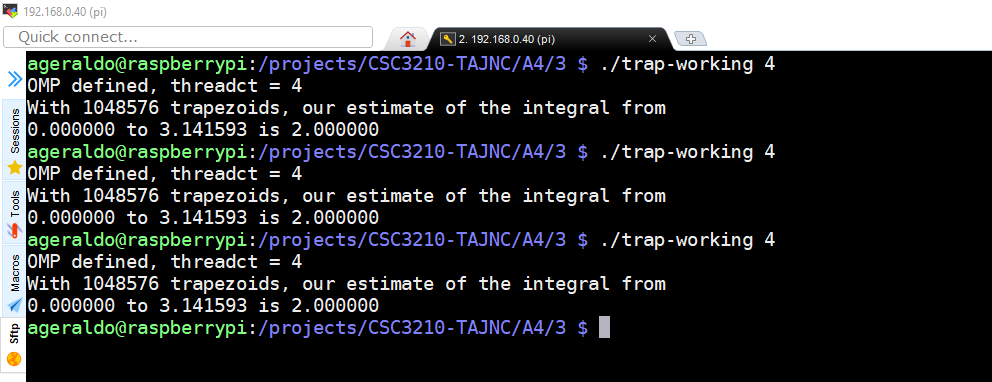 192.168.0.40 (pi)
Quick connect...
2. 192.168.0.40 (pi)
Sessions
Tools
Macros
Sftp
ageraldo@raspberrypi:/projects/CSC3210-TAJNC/A4/3 $ ./trap-working 4
OMP defined, threadct = 4
With 1048576 trapezoids, our estimate of the integral from
0.000000 to 3.141593 is 2.000000
ageraldo@raspberrypi:/projects/CSC3210-TAJNC/A4/3 $ ./trap-working 4
OMP defined, threadct = 4
With 1048576 trapezoids, our estimate of the integral from
0.000000 to 3.141593 is 2.000000
ageraldo@raspberrypi:/projects/CSC3210-TAJNC/A4/3 $ ./trap-working 4
OMP defined, threadct = 4
With 1048576 trapezoids, our estimate of the integral from
0.000000 to 3.141593 is 2.000000
ageraldo@raspberrypi:/projects/CSC3210-TAJNC/A4/3 $